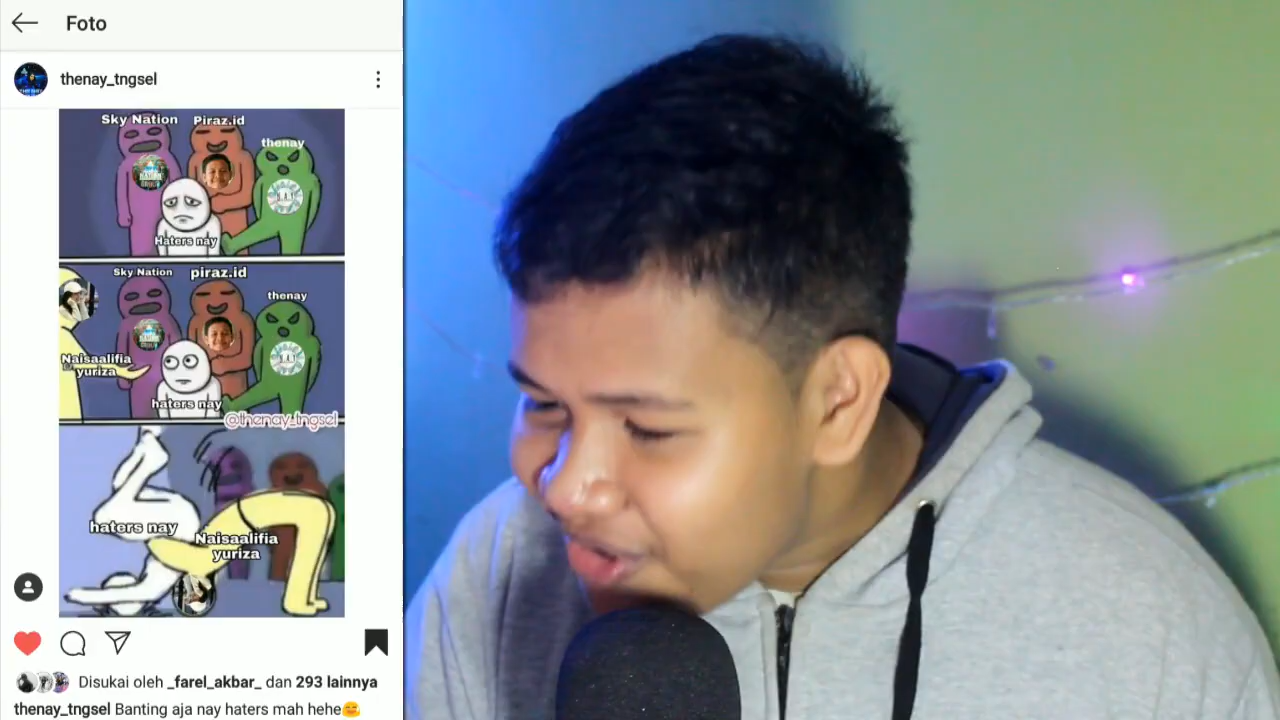 Foto
thenay_tngsel
Sky Nation
Piraz.id
thenay
Haters nay
Sky Nation
piraz.id
thenay
Naisaalifia
yuriza
haters nay
@thenay_tngsel
haters nay
Naisaalifia
yuriza
Disukai oleh _farel_akbar_ dan 293 lainnya
thenay_tngsel Banting aja nay haters mah hehe🤗